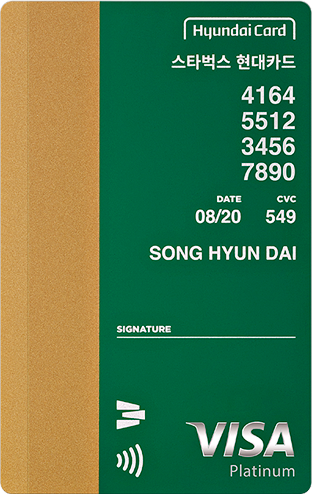 Hyundai Card
스타벅스 현대카드
4164
5512
3456
7890
DATE CVC
08/20 549
SONG HYUN DAI
SIGNATURE
VISA
Platinum